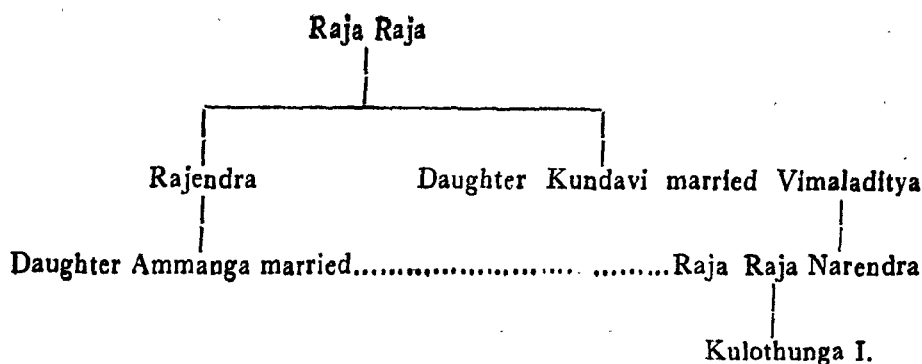 Raja Raja
Rajendra Daughter Kundavi married Vimaladitya
Daughter Ammanga married.................................Raja Raja Narendra
Kulothunga I.